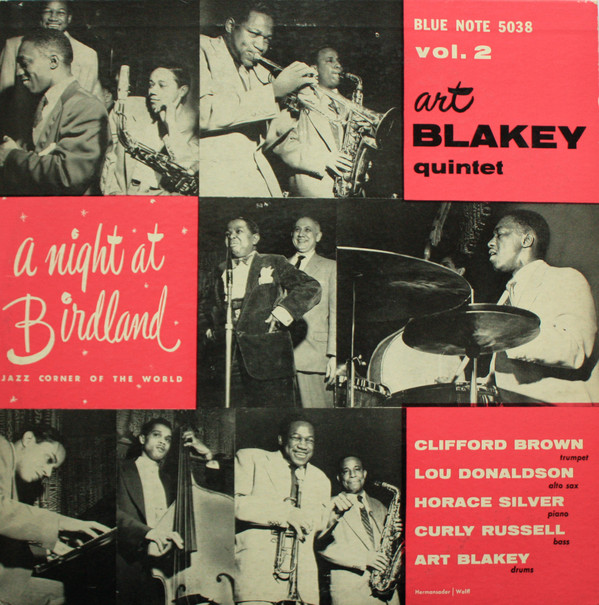 BLUE NOTE 5038
vol. 2
art
BLAKEY
quintet
a night at
Birdland
JAZZ CORNER OF THE WORLD
CLIFFORD BROWN
trumpet
LOU DONALDSON
alto sax
HORACE SILVER
piano
CURLY RUSSELL
bass
ART BLAKEY
drums
Hermansader | Wolff